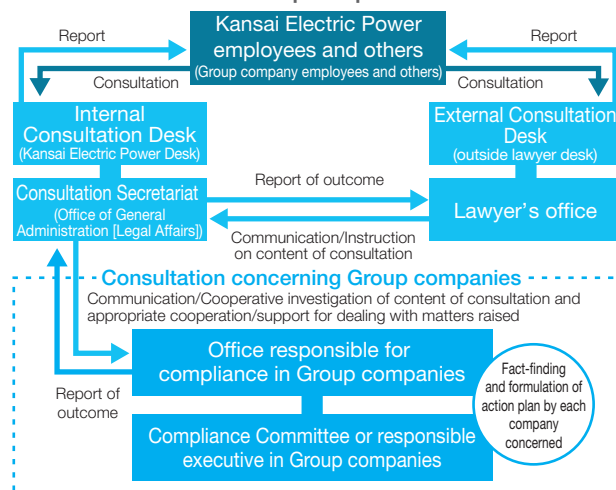 Kansai Electric Power
employees and others
(Group company employees and others)
Report
Report
Consultation
Consultation
Internal
Consultation Desk
(Kansai Electric Power Desk)
External Consultation
Desk
(outside lawyer desk)
Consultation Secretariat
(Office of General
Administration [Legal Affairs])
Report of outcome
Lawyer's office
Communication/Instruction
on content of consultation
Consultation concerning Group companies
Communication/Cooperative investigation of content of consultation and
appropriate cooperation/support for dealing with matters raised
Office responsible for
compliance in Group companies
Report of
outcome
Fact-finding
and formulation of
action plan by each
company
concerned
Compliance Committee or responsible
executive in Group companies